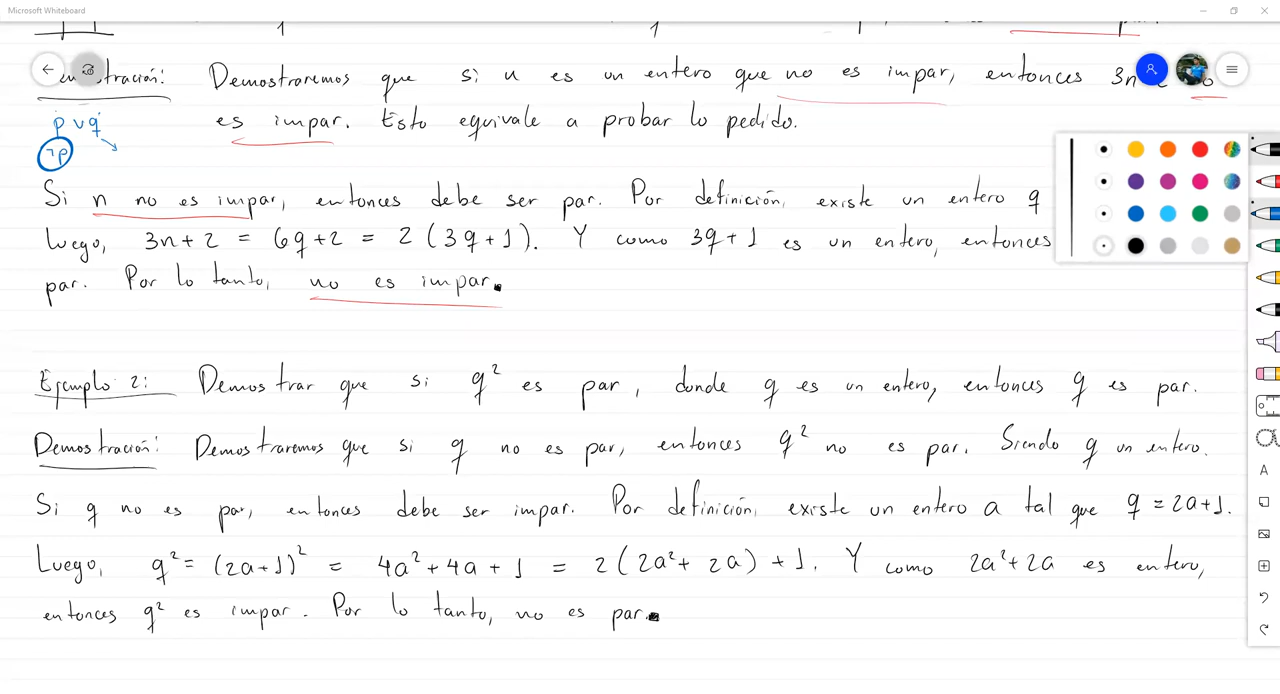 Microsoft Whiteboard
Demostraremos que si n es un entero que no es impar, entonces 3n
es impar. Esto equivale a probar lo pedido.
p ∨ q
¬p
Si n no es impar, entonces debe ser par. Por definición, existe un entero q
Luego, 3n+2 = 6q+2 = 2(3q+1). Y como 3q+1 es un entero, entonces
par. Por lo tanto, no es impar.
Ejemplo 2: Demostrar que si q² es par, donde q es un entero, entonces q es par.
Demostración: Demostraremos que si q no es par, entonces q² no es par. Siendo q un entero.
Si q no es par, entonces debe ser impar. Por definición, existe un entero a tal que q = 2a+1.
Luego, q² = (2a+1)² = 4a² + 4a + 1 = 2(2a² + 2a) + 1. Y como 2a² + 2a es entero,
entonces q² es impar. Por lo tanto, no es par.